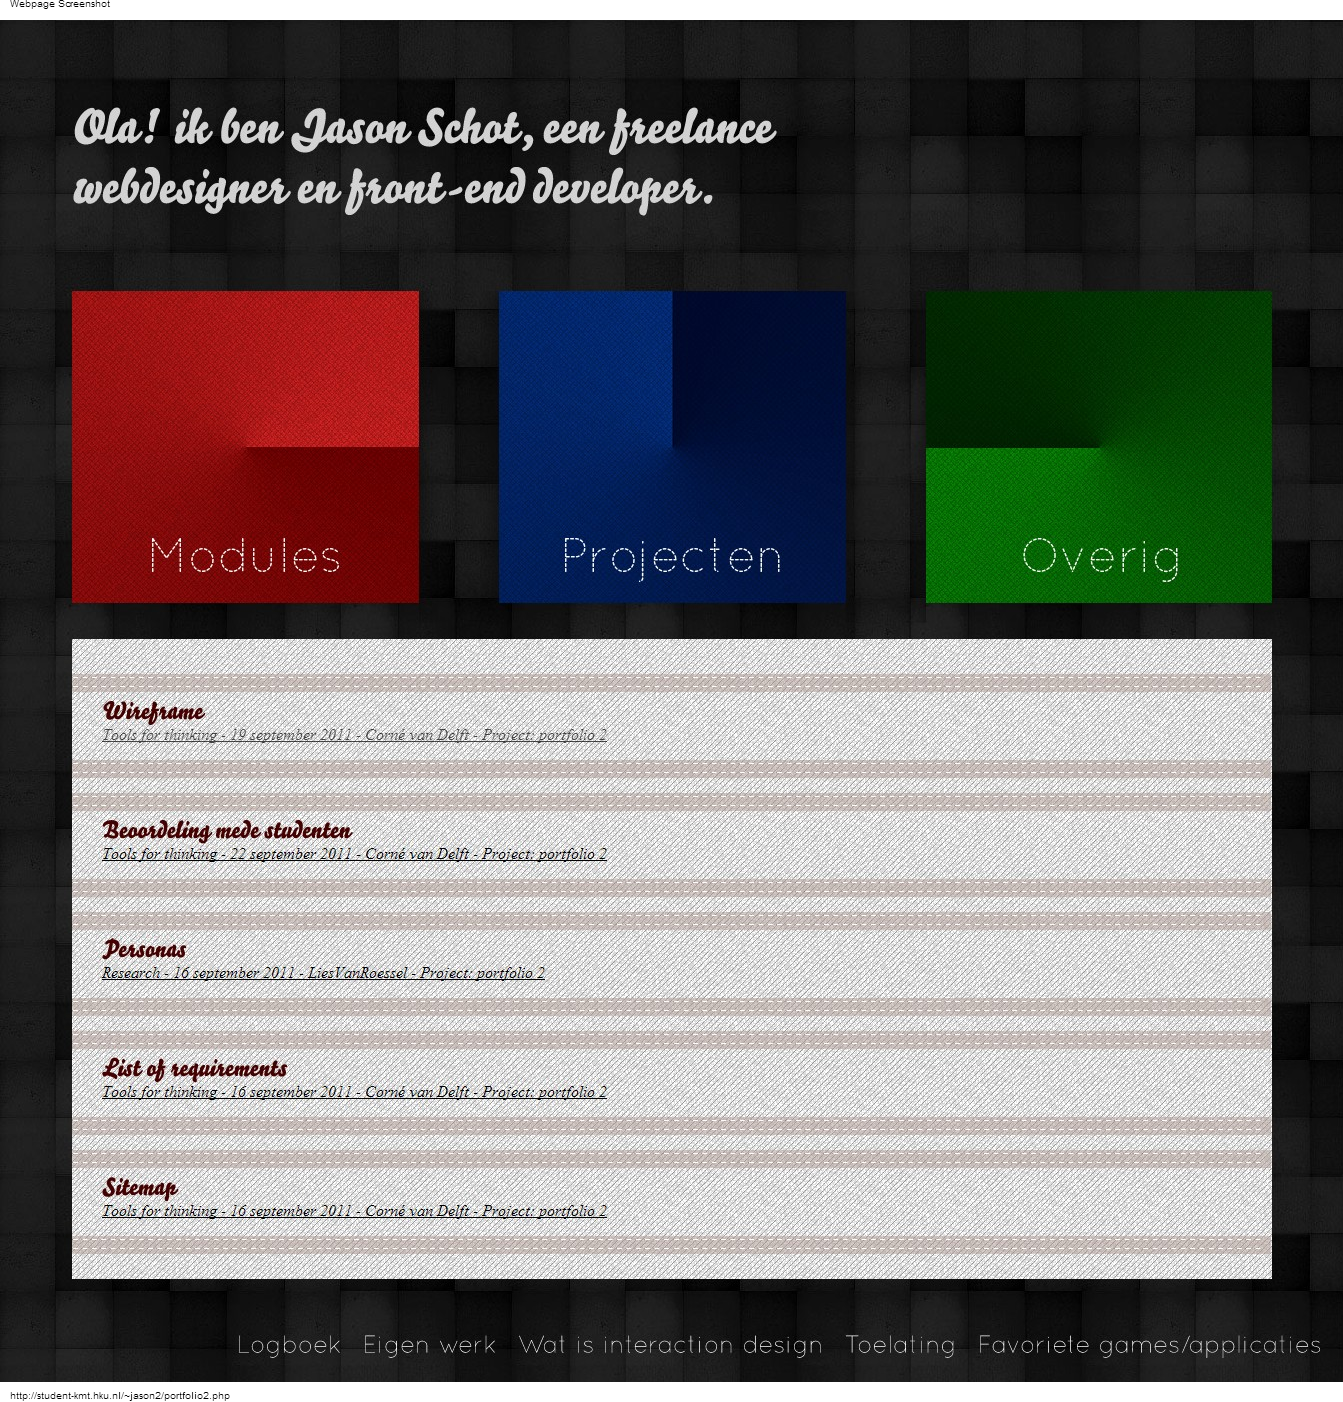 Webpage Screenshot
Ola! ik ben Jason Schot, een freelance
webdesigner en front-end developer.
Modules
Projecten
Overig
Wireframe
Tools for thinking - 19 september 2011 - Corné van Delft - Project: portfolio 2
Beoordeling mede studenten
Tools for thinking - 22 september 2011 - Corné van Delft - Project: portfolio 2
Personas
Research - 16 september 2011 - LiesVanRoessel - Project: portfolio 2
List of requirements
Tools for thinking - 16 september 2011 - Corné van Delft - Project: portfolio 2
Sitemap
Tools for thinking - 16 september 2011 - Corné van Delft - Project: portfolio 2
Logboek Eigen werk Wat is interaction design Toelating Favoriete games/applicaties
http://student-kmt.hku.nl/~jason2/portfolio2.php